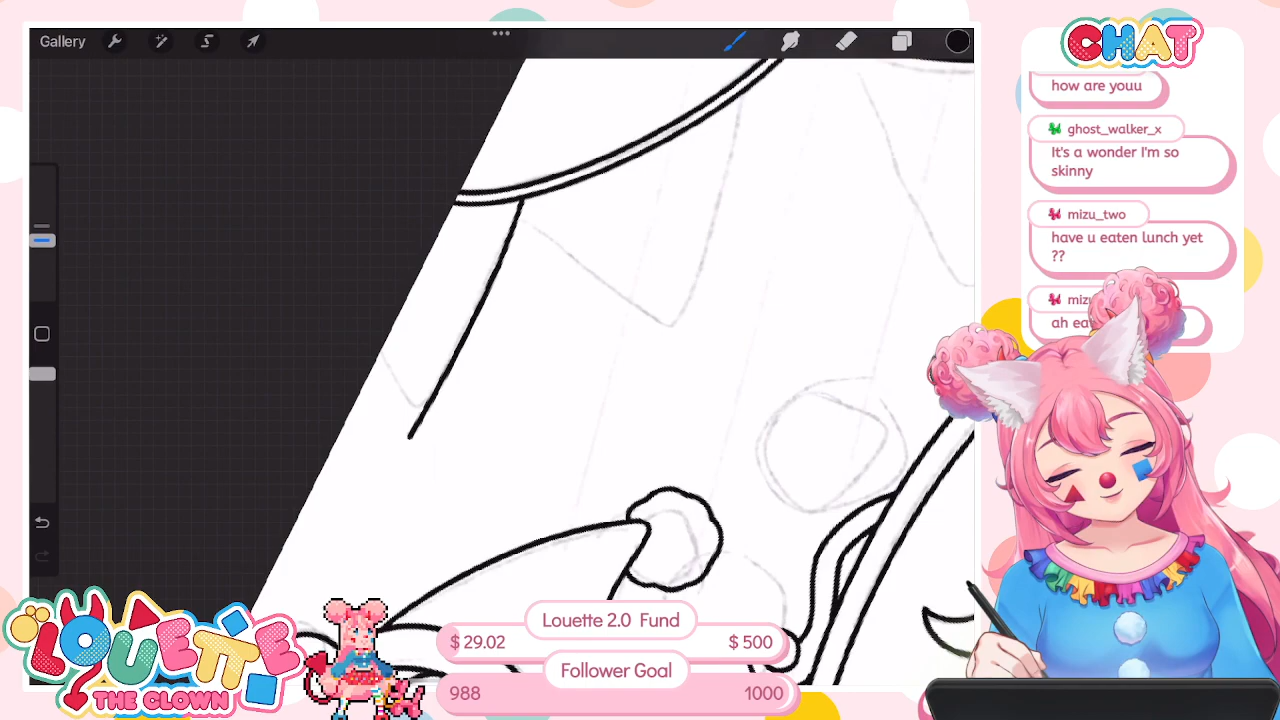 Gallery
CHAT
how are youu
ghost_walker_x
It's a wonder I'm so
skinny
mizu_two
have u eaten lunch yet
??
ah
LOUETTE
THE CLOWN
Louette 2.0 Fund
$ 29.02
$ 500
Follower Goal
988
1000